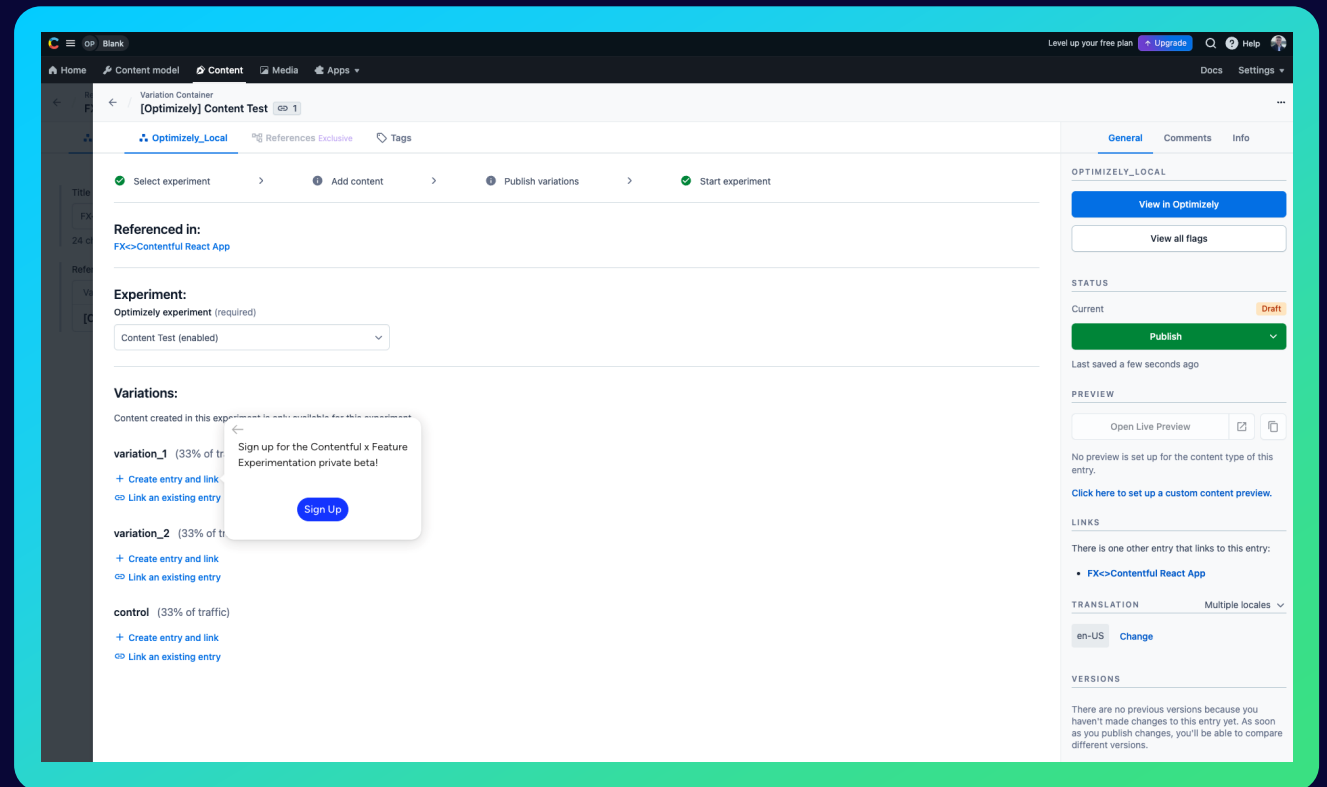 OP Blank
Level up your free plan Upgrade Help
Home Content model Content Media Apps
Docs Settings
Variation Container
[Optimizely] Content Test 1
Optimizely_Local References Exclusive Tags
General Comments Info
Select experiment > Add content > Publish variations > Start experiment
Referenced in:
FX<>Contentful React App
Experiment:
Optimizely experiment (required)
Content Test (enabled)
Variations:
Content created in this experiment is only available for this experiment
variation_1 (33% of
+ Create entry and link
Link an existing entry
Sign up for the Contentful x Feature
Experimentation private beta!
Sign Up
variation_2 (33% of
+ Create entry and link
Link an existing entry
control (33% of traffic)
+ Create entry and link
Link an existing entry
OPTIMIZELY_LOCAL
View in Optimizely
View all flags
STATUS
Current Draft
Publish
Last saved a few seconds ago
PREVIEW
Open Live Preview
No preview is set up for the content type of this
entry.
Click here to set up a custom content preview.
LINKS
There is one other entry that links to this entry:
• FX<>Contentful React App
TRANSLATION Multiple locales
en-US Change
VERSIONS
There are no previous versions because you
haven't made changes to this entry yet. As soon
as you publish changes, you'll be able to compare
different versions.
Title
24